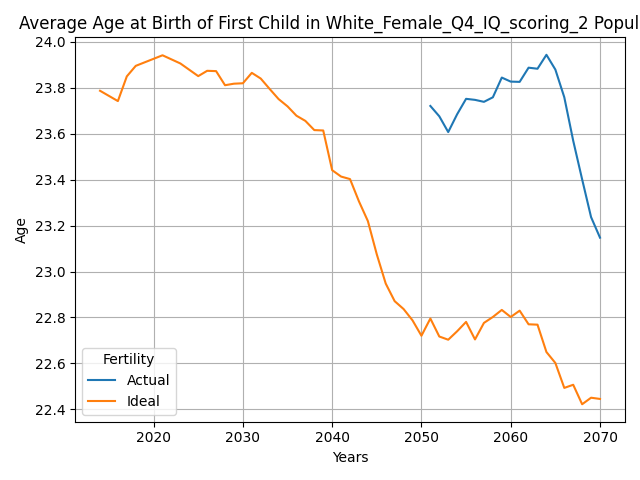 Average Age at Birth of First Child in White_Female_Q4_IQ_scoring_2 Popul
24.0
23.8
23.6
23.4
23.2
23.0
22.8
22.6
22.4
Age
Fertility
Actual
Ideal
2020 2030 2040 2050 2060 2070
Years